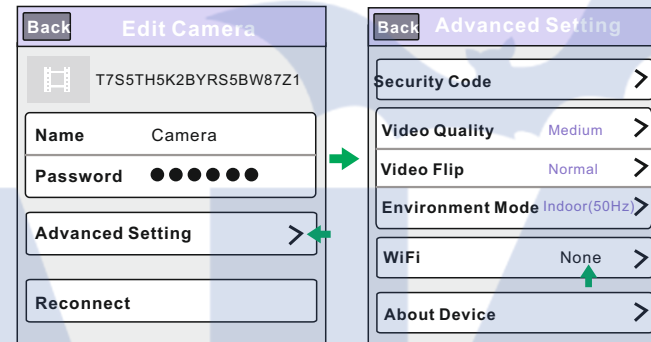 Back Edit Camera
T7S5TH5K2BYRS5BW87Z1
Name Camera
Password ●●●●●●
Advanced Setting >
Reconnect
Back Advanced Setting
Security Code >
Video Quality Medium >
Video Flip Normal >
Environment Mode Indoor(50Hz) >
WiFi None >
About Device >